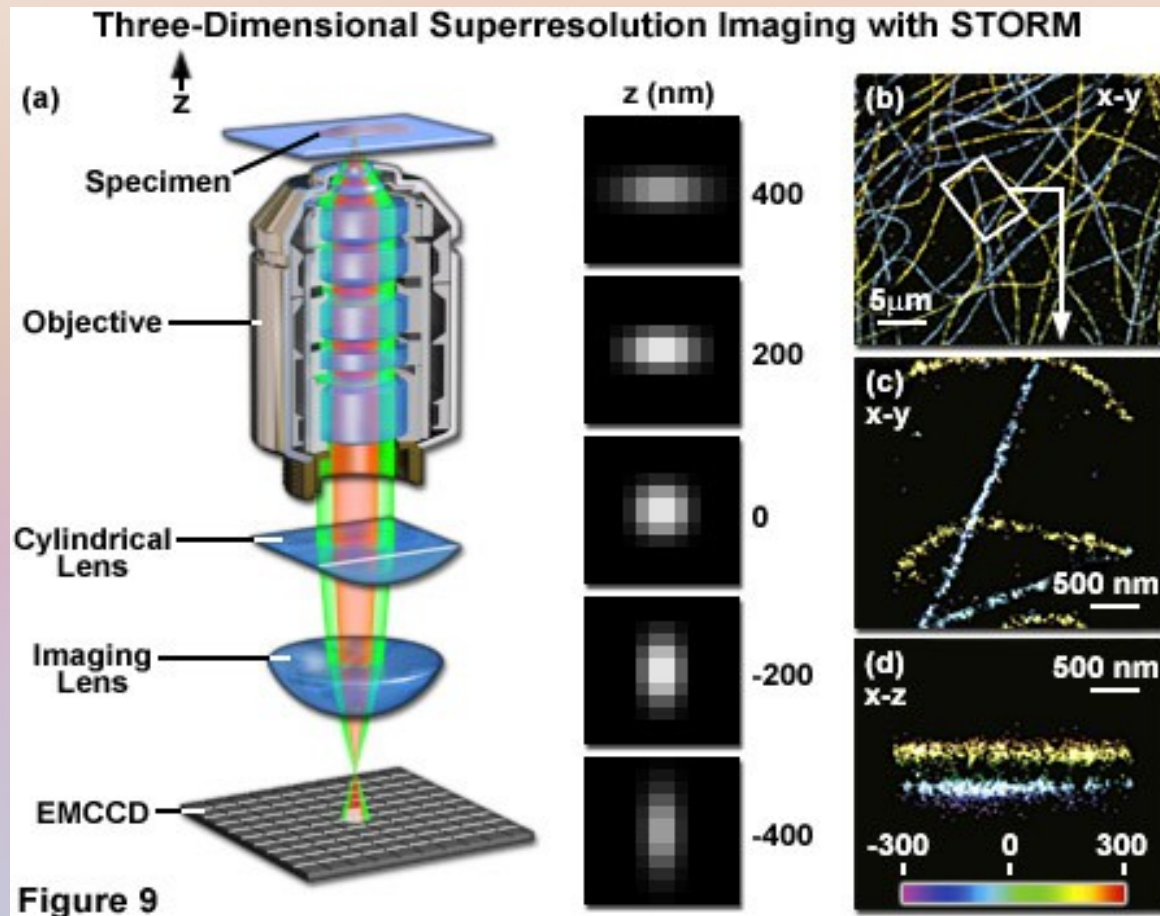 Three-Dimensional Superresolution Imaging with STORM
(a)
z
Specimen
Objective
Cylindrical
Lens
Imaging
Lens
EMCCD
Figure 9
z (nm)
400
200
0
-200
-400
(b)
x-y
5μm
(c)
x-y
500 nm
(d)
x-z
500 nm
-300 0 300